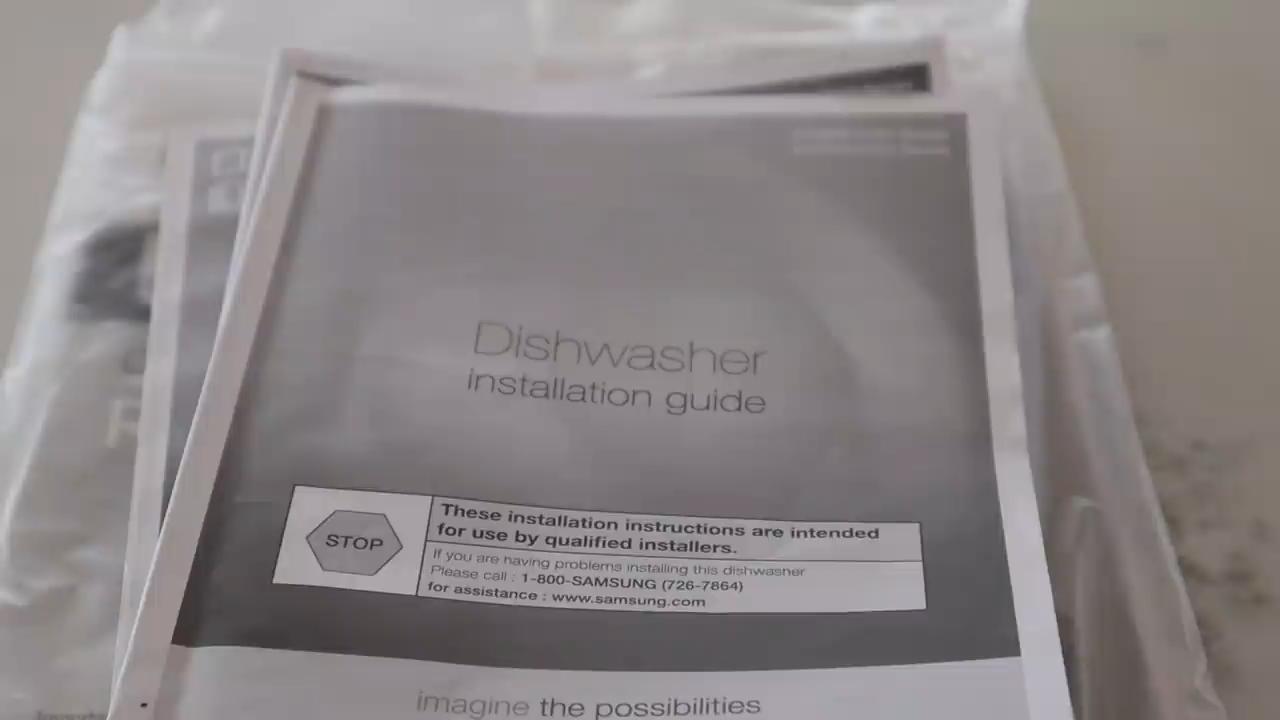 Dishwasher
installation guide
STOP
These installation instructions are intended
for use by qualified installers.
If you are having problems installing this dishwasher
Please call : 1-800-SAMSUNG (726-7864)
for assistance : www.samsung.com
imagine the possibilities